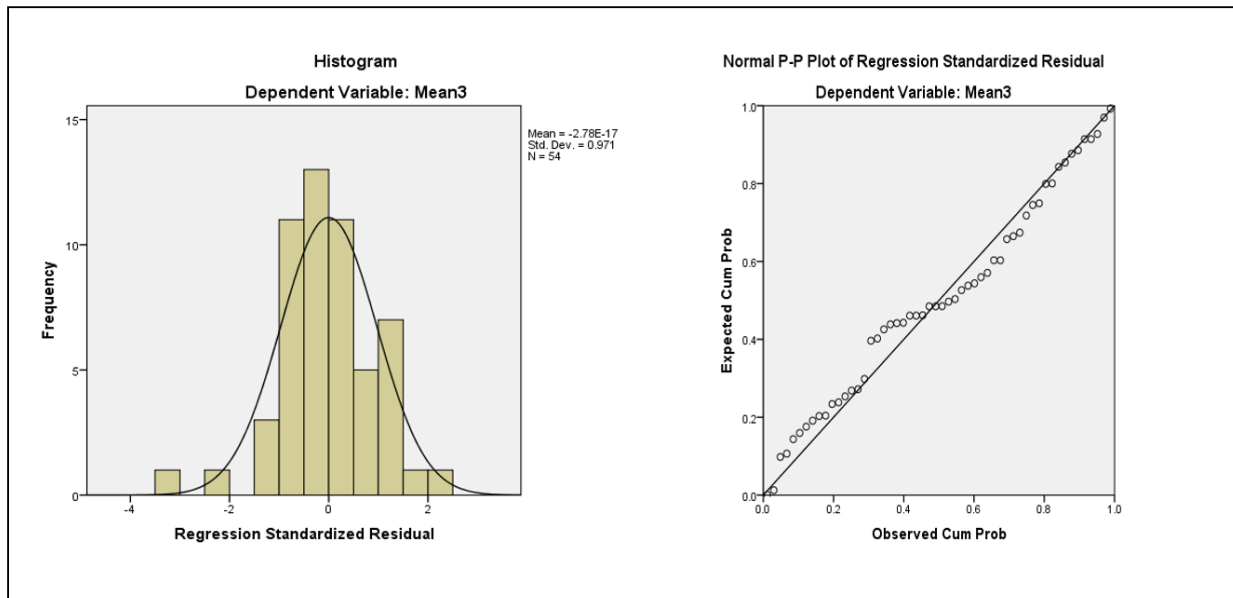 Histogram
Dependent Variable: Mean3
Mean = -2.78E-17
Std. Dev. = 0.971
N = 54
15
10
5
0
Frequency
-4
-2
0
2
Regression Standardized Residual
Normal P-P Plot of Regression Standardized Residual
Dependent Variable: Mean3
1.0
0.8
0.6
0.4
0.2
0.0
Expected Cum Prob
0.0
0.2
0.4
0.6
0.8
1.0
Observed Cum Prob